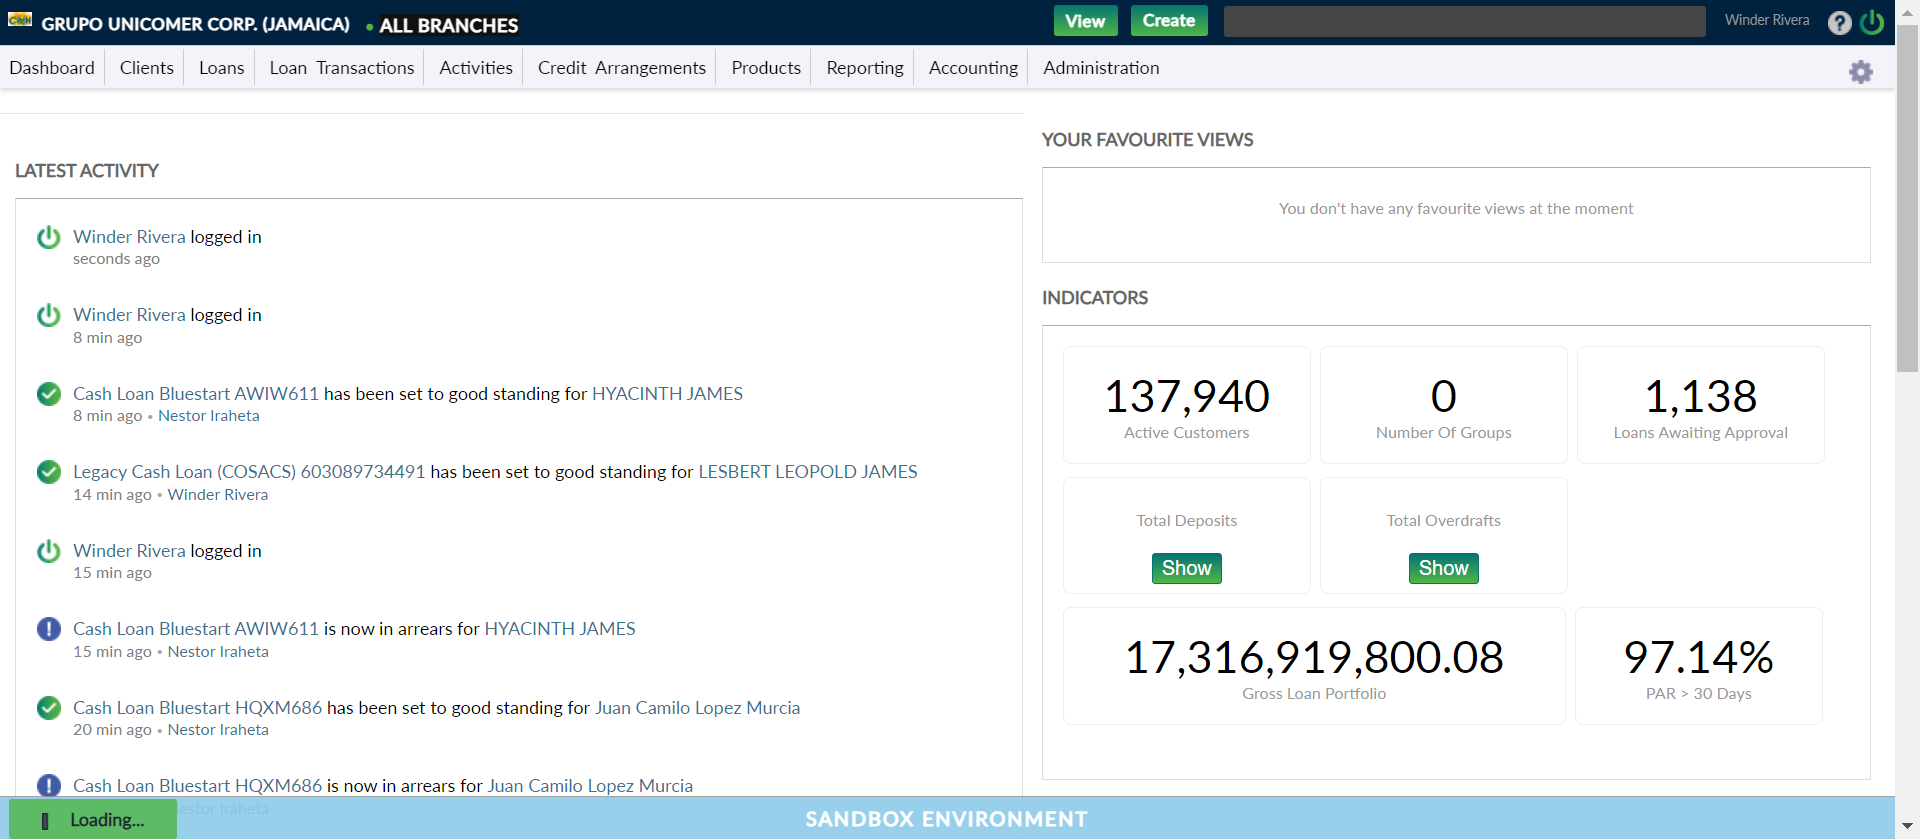 Cash GRUPO UNICOMER CORP. (JAMAICA) • ALL BRANCHES View Create Winder Rivera ?
Dashboard Clients Loans Loan Transactions Activities Credit Arrangements Products Reporting Accounting Administration
LATEST ACTIVITY
Winder Rivera logged in
seconds ago
Winder Rivera logged in
8 min ago
Cash Loan Bluestart AWIW611 has been set to good standing for HYACINTH JAMES
8 min ago • Nestor Iraheta
Legacy Cash Loan (COSACS) 603089734491 has been set to good standing for LESBERT LEOPOLD JAMES
14 min ago • Winder Rivera
Winder Rivera logged in
15 min ago
Cash Loan Bluestart AWIW611 is now in arrears for HYACINTH JAMES
15 min ago • Nestor Iraheta
Cash Loan Bluestart HQXM686 has been set to good standing for Juan Camilo Lopez Murcia
20 min ago • Nestor Iraheta
Cash Loan Bluestart HQXM686 is now in arrears for Juan Camilo Lopez Murcia
Iraheta
YOUR FAVOURITE VIEWS
You don't have any favourite views at the moment
INDICATORS
137,940
Active Customers
0
Number Of Groups
1,138
Loans Awaiting Approval
Total Deposits
Show
Total Overdrafts
Show
17,316,919,800.08
Gross Loan Portfolio
97.14%
PAR > 30 Days
Loading...
SANDBOX ENVIRONMENT